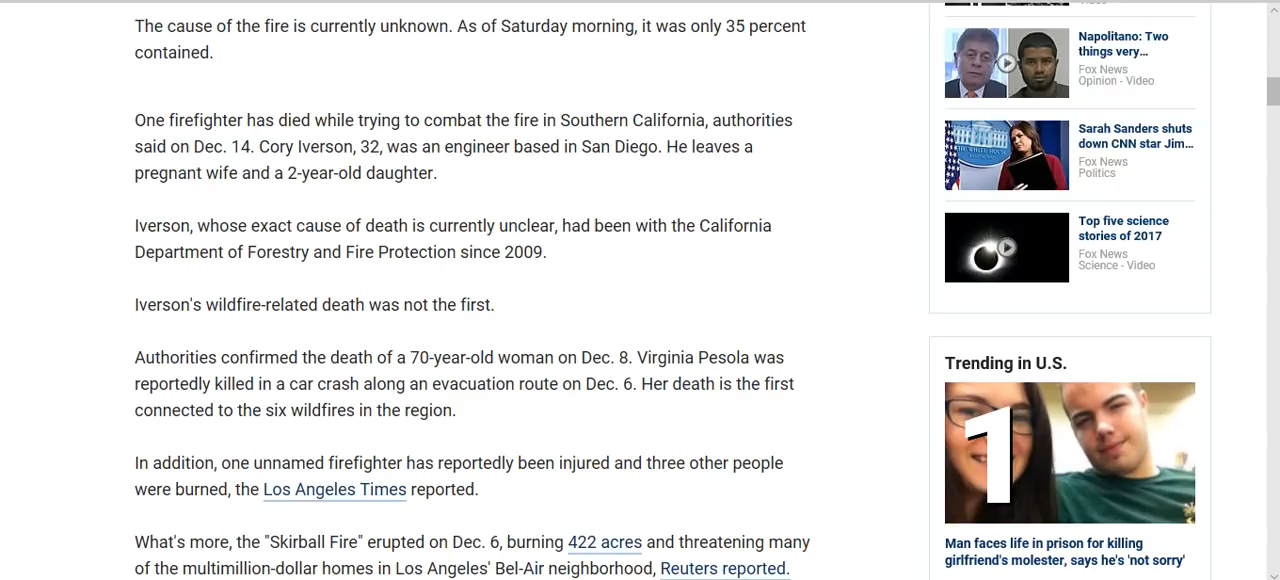 The cause of the fire is currently unknown. As of Saturday morning, it was only 35 percent
contained.
One firefighter has died while trying to combat the fire in Southern California, authorities
said on Dec. 14. Cory Iverson, 32, was an engineer based in San Diego. He leaves a
pregnant wife and a 2-year-old daughter.
Iverson, whose exact cause of death is currently unclear, had been with the California
Department of Forestry and Fire Protection since 2009.
Iverson's wildfire-related death was not the first.
Authorities confirmed the death of a 70-year-old woman on Dec. 8. Virginia Pesola was
reportedly killed in a car crash along an evacuation route on Dec. 6. Her death is the first
connected to the six wildfires in the region.
In addition, one unnamed firefighter has reportedly been injured and three other people
were burned, the Los Angeles Times reported.
What's more, the "Skirball Fire" erupted on Dec. 6, burning 422 acres and threatening many
of the multimillion-dollar homes in Los Angeles' Bel-Air neighborhood, Reuters reported.
Napolitano: Two
things very…
Fox News
Opinion - Video
Sarah Sanders shuts
down CNN star Jim…
Fox News
Politics
Top five science
stories of 2017
Fox News
Science - Video
Trending in U.S.
1
Man faces life in prison for killing
girlfriend's molester, says he's 'not sorry'